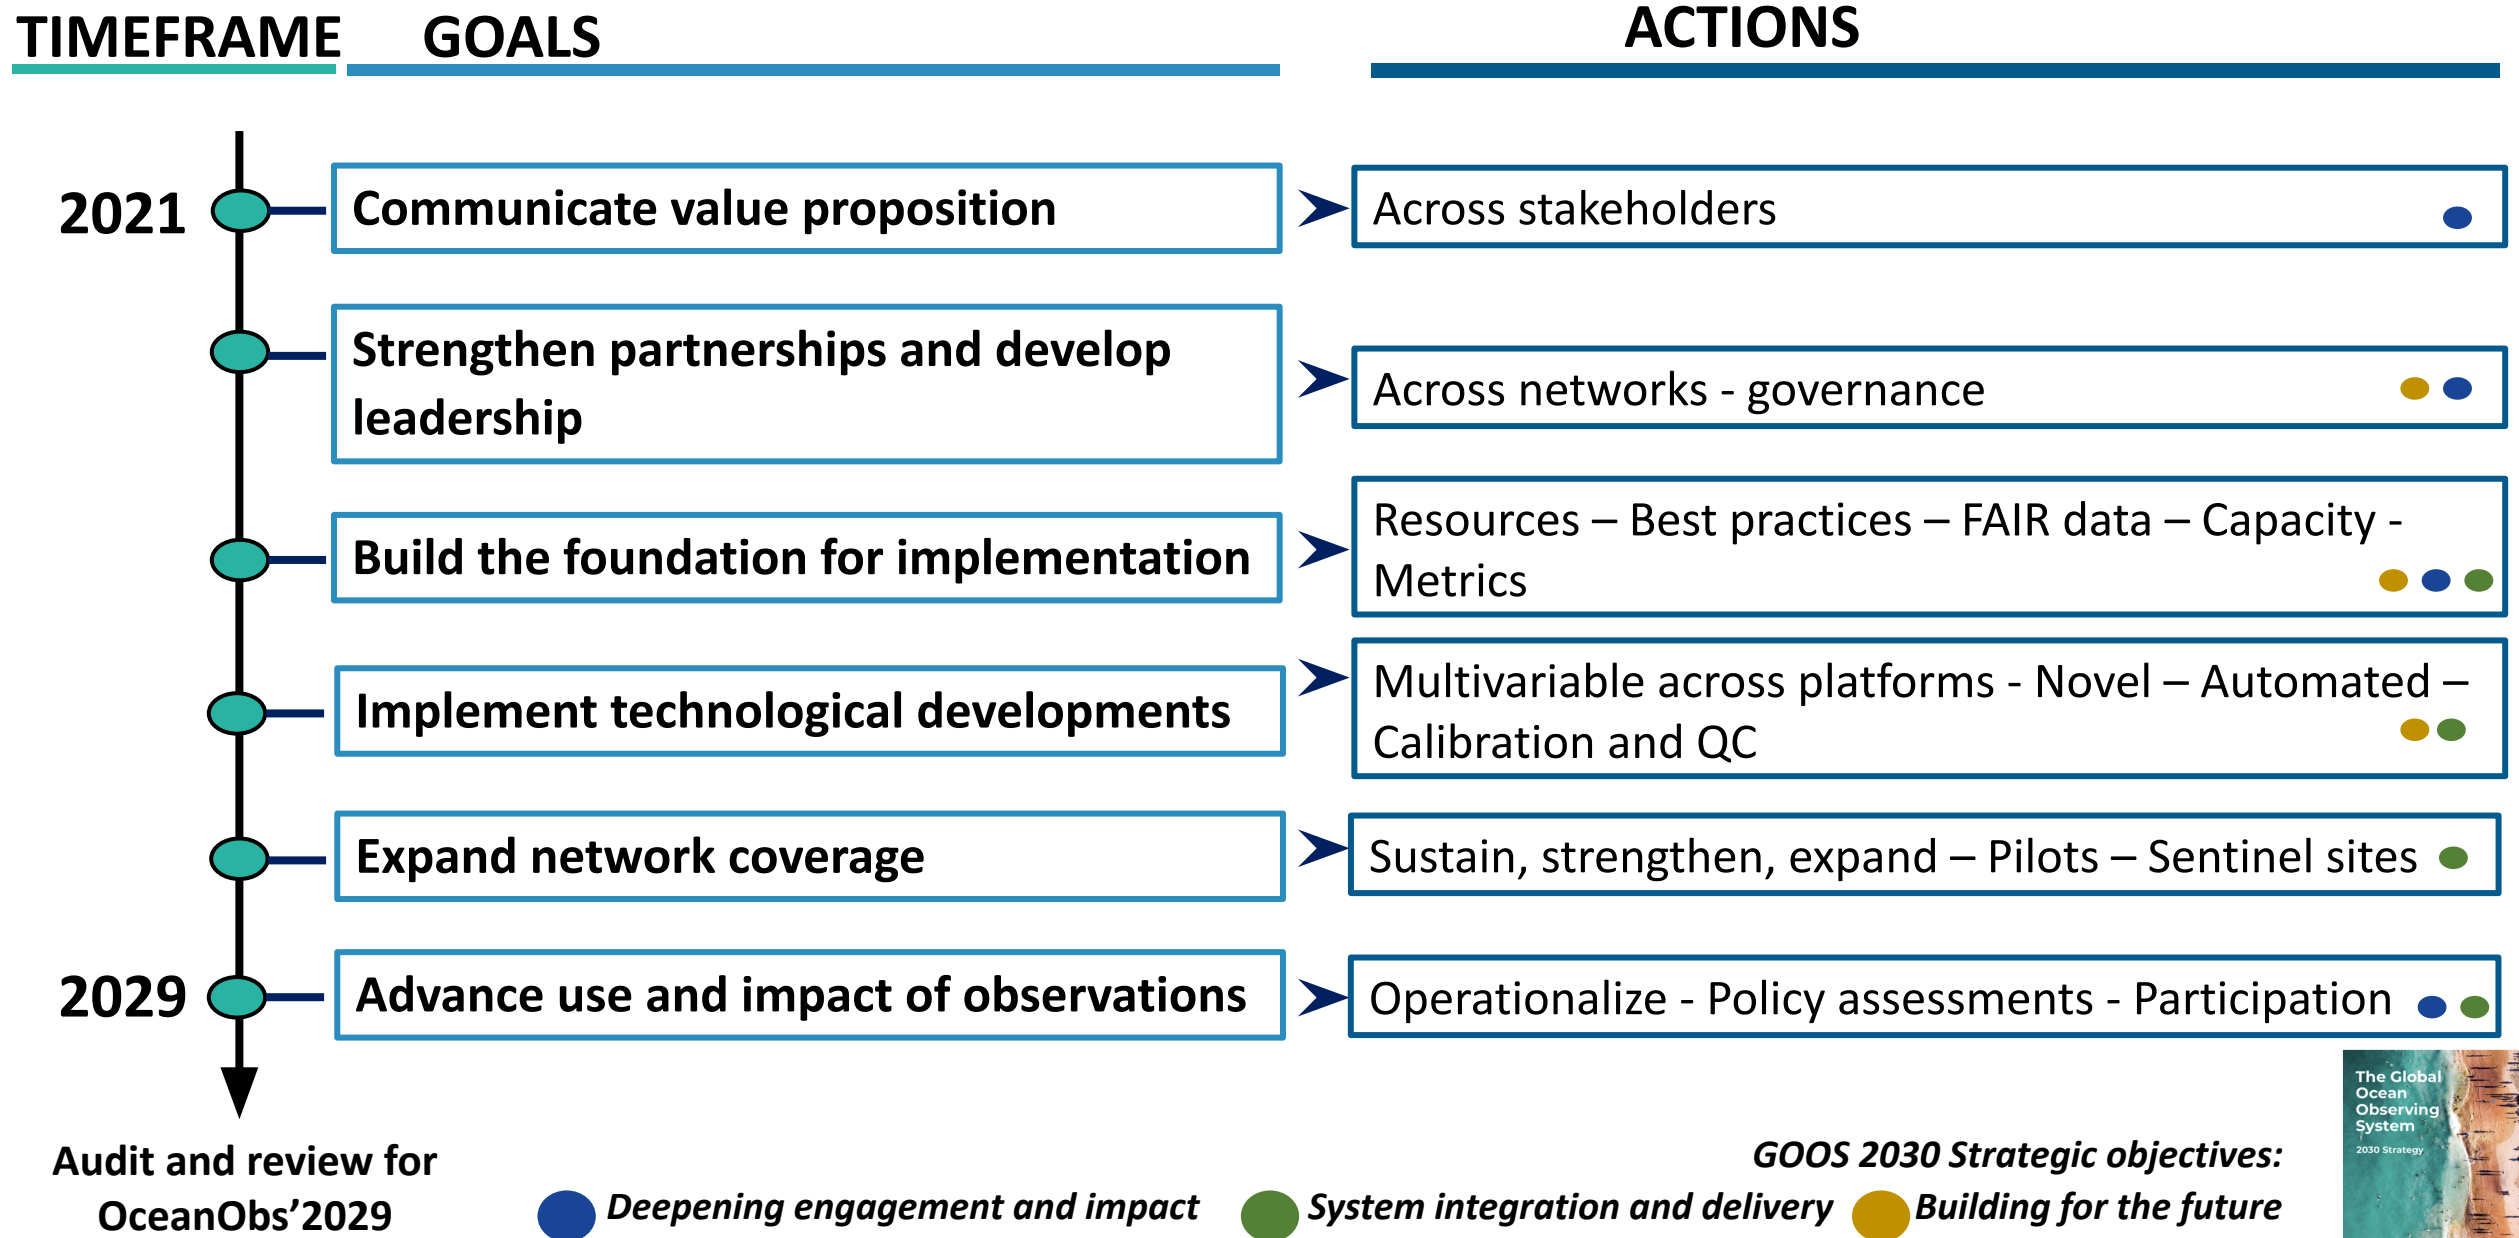 TIMEFRAME GOALS ACTIONS
2021 Communicate value proposition Across stakeholders
Strengthen partnerships and develop
leadership
Across networks - governance
Build the foundation for implementation
Resources – Best practices – FAIR data – Capacity -
Metrics
Implement technological developments
Multivariable across platforms - Novel – Automated –
Calibration and QC
Expand network coverage Sustain, strengthen, expand – Pilots – Sentinel sites
2029 Advance use and impact of observations Operationalize - Policy assessments - Participation
Audit and review for
OceanObs’2029
GOOS 2030 Strategic objectives:
Deepening engagement and impact System integration and delivery Building for the future
The Global
Ocean
Observing
System
2030 Strategy